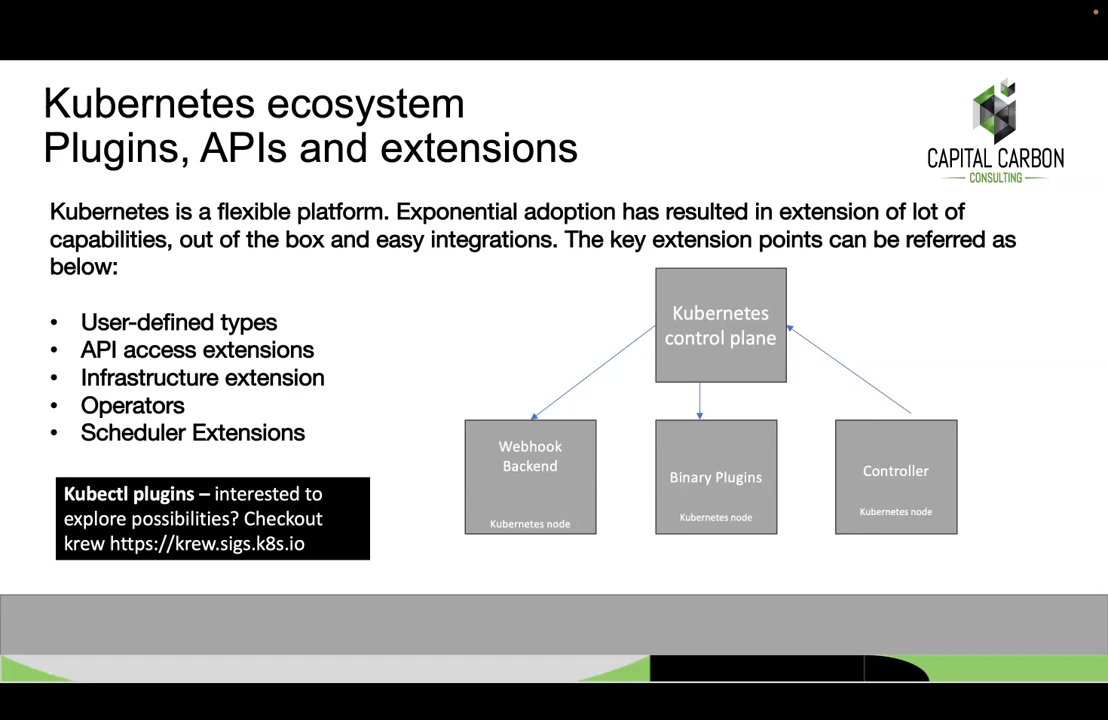 Kubernetes ecosystem
Plugins, APIs and extensions
CAPITAL CARBON
CONSULTING
Kubernetes is a flexible platform. Exponential adoption has resulted in extension of lot of
capabilities, out of the box and easy integrations. The key extension points can be referred as
below:
• User-defined types
• API access extensions
• Infrastructure extension
• Operators
• Scheduler Extensions
Kubectl plugins – interested to
explore possibilities? Checkout
krew https://krew.sigs.k8s.io
Kubernetes
control plane
Webhook
Backend
Kubernetes node
Binary Plugins
Kubernetes node
Controller
Kubernetes node